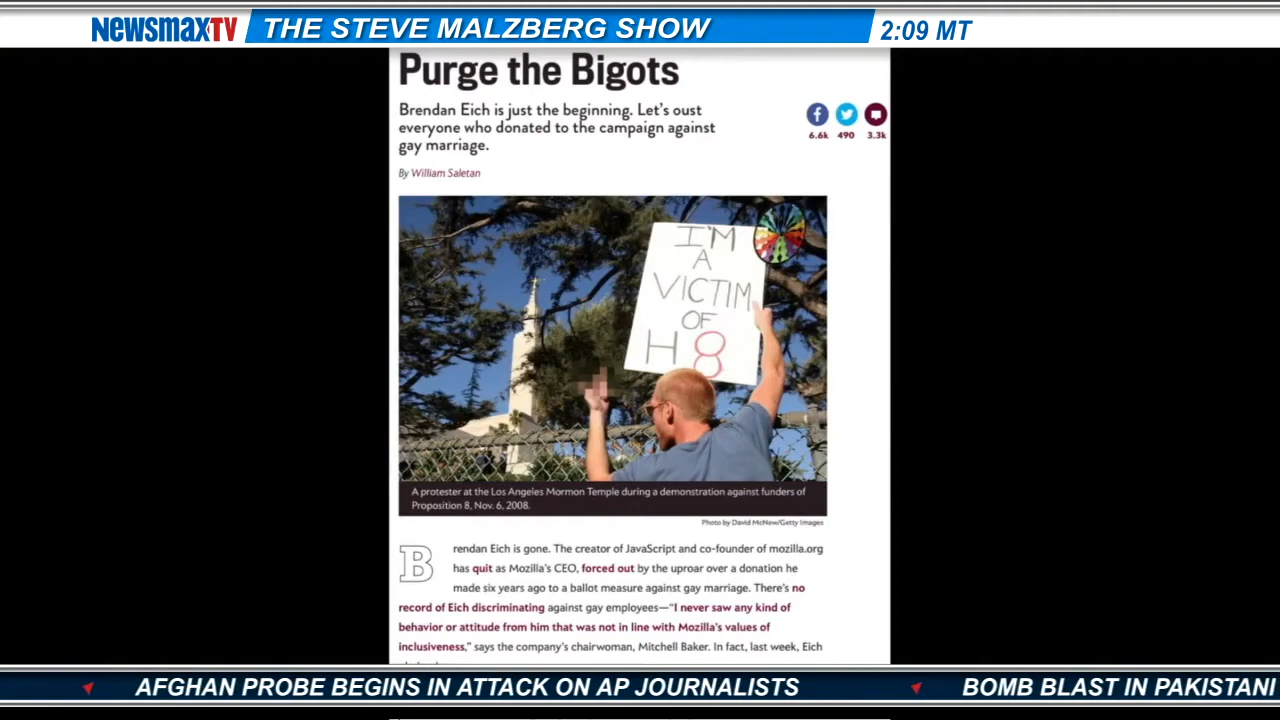 NEWSMAXTV THE STEVE MALZBERG SHOW 2:09 MT
Purge the Bigots
Brendan Eich is just the beginning. Let's oust
everyone who donated to the campaign against
gay marriage.
6.6k 490 3.3k
By William Saletan
I'M
A
VICTIM
OF
H8
A protester at the Los Angeles Mormon Temple during a demonstration against funders of
Proposition 8, Nov. 6, 2008.
Photo by David McNew/Getty Images
Brendan Eich is gone. The creator of JavaScript and co-founder of mozilla.org
has quit as Mozilla's CEO, forced out by the uproar over a donation he
made six years ago to a ballot measure against gay marriage. There's no
record of Eich discriminating against gay employees—"I never saw any kind of
behavior or attitude from him that was not in line with Mozilla's values of
inclusiveness," says the company's chairwoman, Mitchell Baker. In fact, last week, Eich
AFGHAN PROBE BEGINS IN ATTACK ON AP JOURNALISTS BOMB BLAST IN PAKISTANI